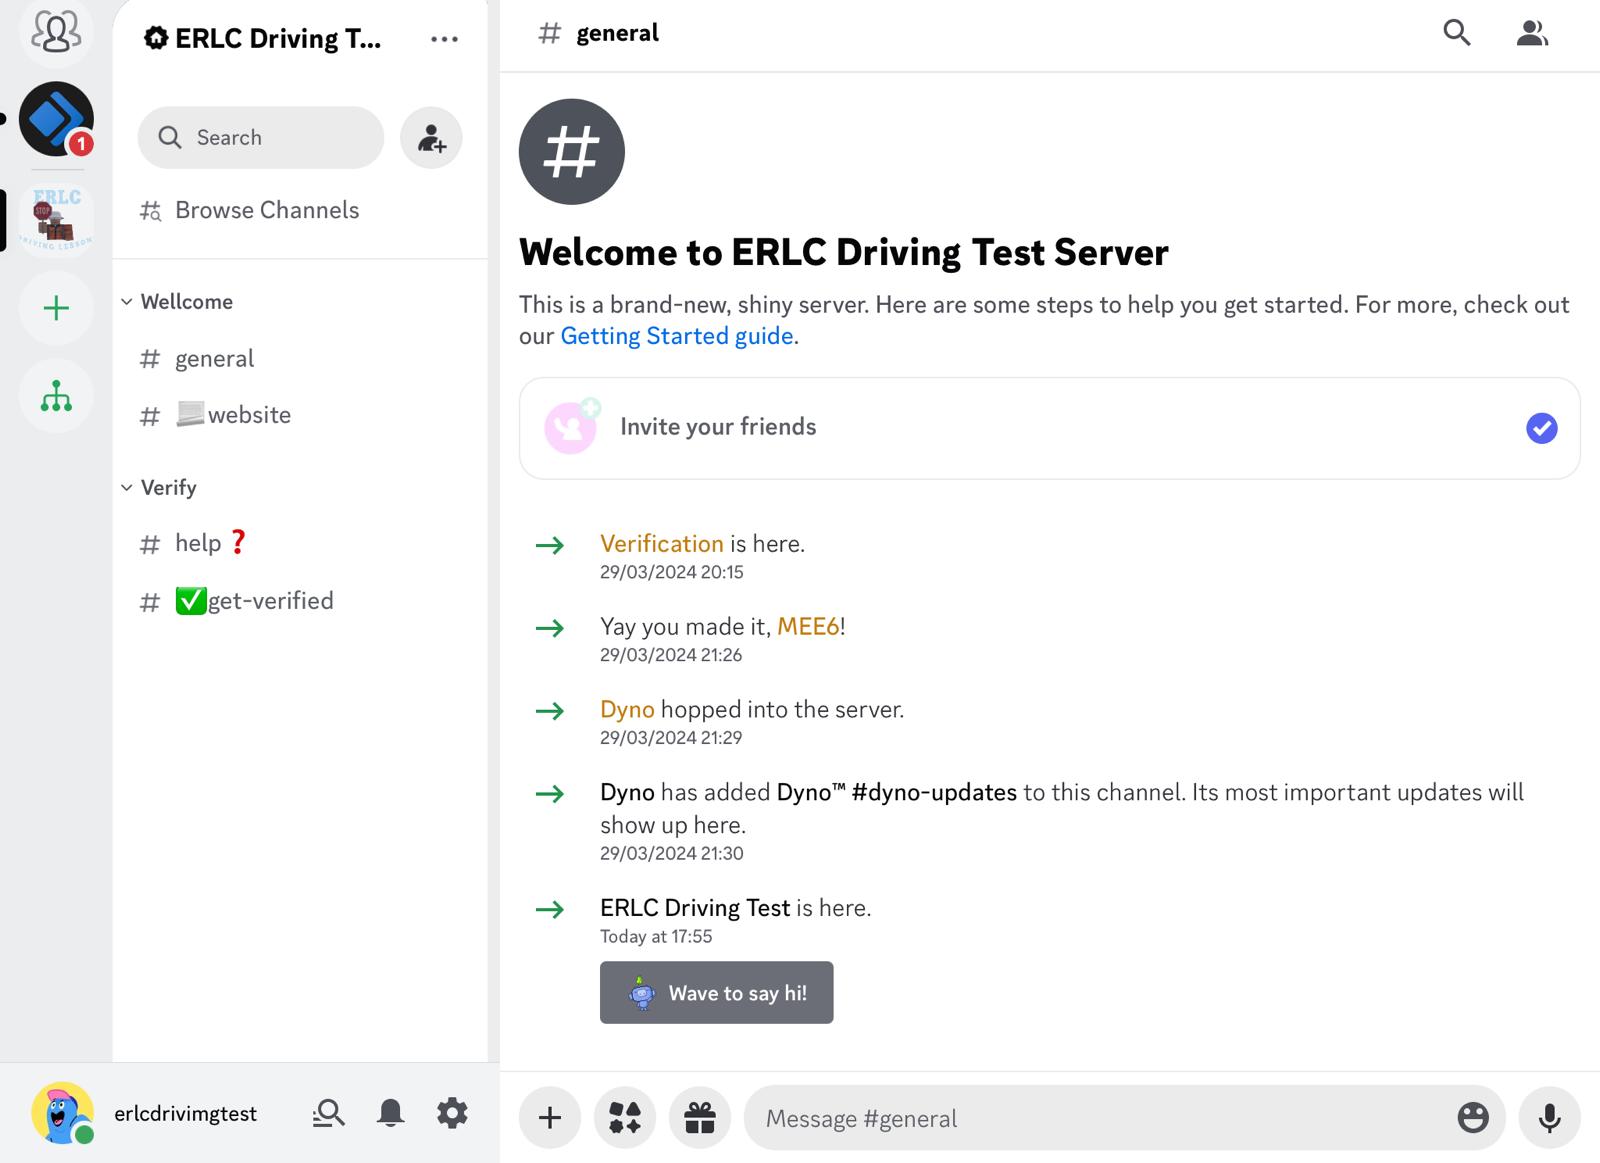 1
ERLC
STOP
DRIVING LESSON
ERLC Driving T...
Search
Browse Channels
Wellcome
general
website
Verify
help ❓
✅get-verified
erlcdrivimgtest
general
Welcome to ERLC Driving Test Server
This is a brand-new, shiny server. Here are some steps to help you get started. For more, check out
our Getting Started guide.
Invite your friends
Verification is here.
29/03/2024 20:15
Yay you made it, MEE6!
29/03/2024 21:26
Dyno hopped into the server.
29/03/2024 21:29
Dyno has added Dyno™ #dyno-updates to this channel. Its most important updates will
show up here.
29/03/2024 21:30
ERLC Driving Test is here.
Today at 17:55
Wave to say hi!
Message #general